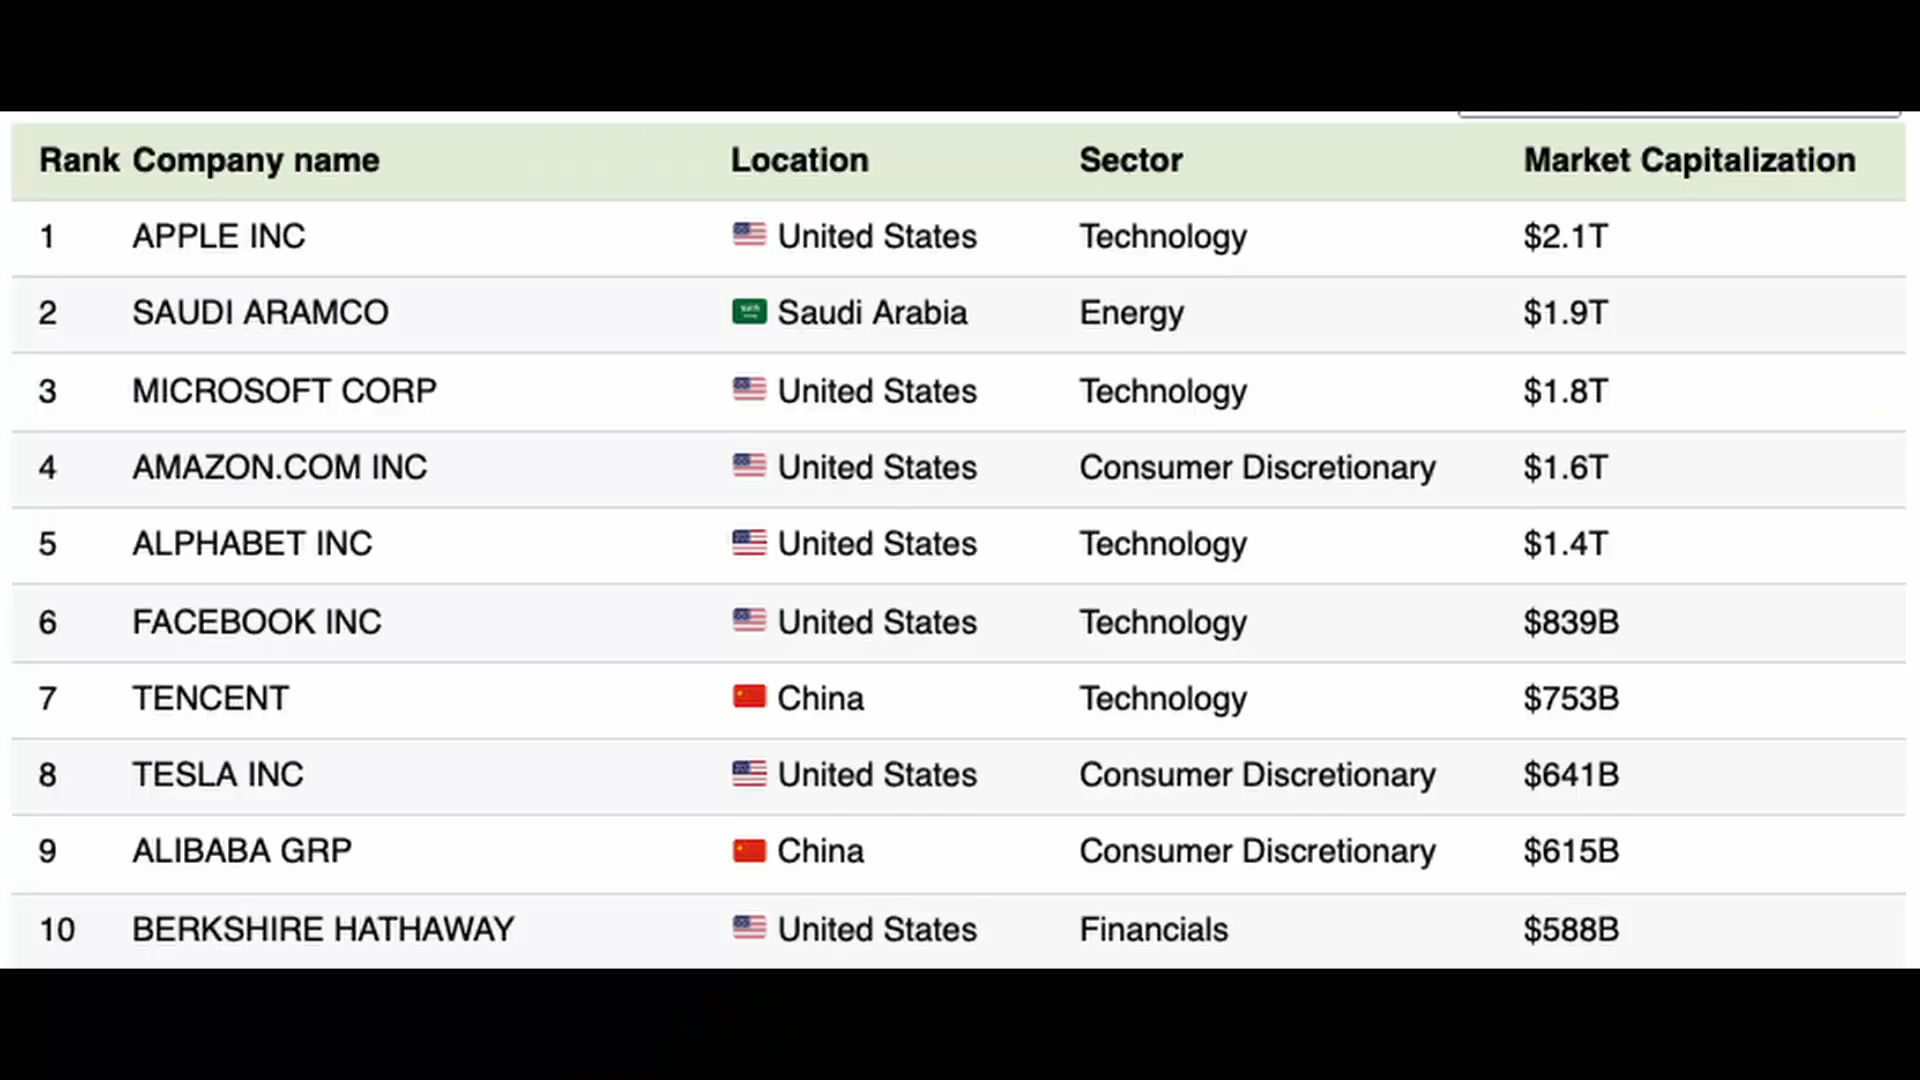 Rank Company name Location Sector Market Capitalization
1 APPLE INC United States Technology $2.1T
2 SAUDI ARAMCO Saudi Arabia Energy $1.9T
3 MICROSOFT CORP United States Technology $1.8T
4 AMAZON.COM INC United States Consumer Discretionary $1.6T
5 ALPHABET INC United States Technology $1.4T
6 FACEBOOK INC United States Technology $839B
7 TENCENT China Technology $753B
8 TESLA INC United States Consumer Discretionary $641B
9 ALIBABA GRP China Consumer Discretionary $615B
10 BERKSHIRE HATHAWAY United States Financials $588B